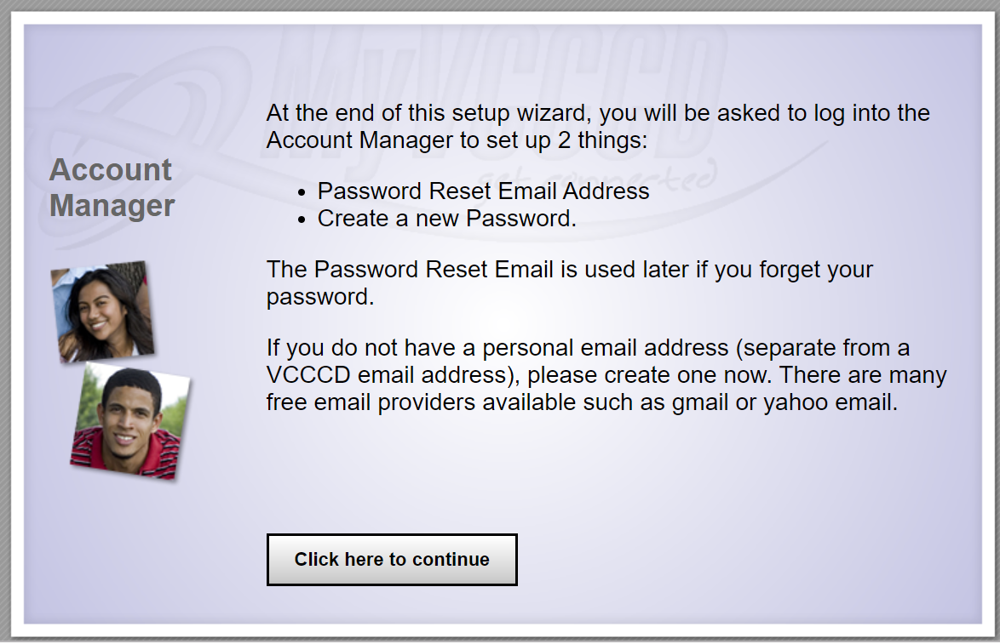 MyVCCCD
get connected
At the end of this setup wizard, you will be asked to log into the
Account Manager to set up 2 things:
Account
Manager
• Password Reset Email Address
• Create a new Password.
The Password Reset Email is used later if you forget your
password.
If you do not have a personal email address (separate from a
VCCCD email address), please create one now. There are many
free email providers available such as gmail or yahoo email.
Click here to continue